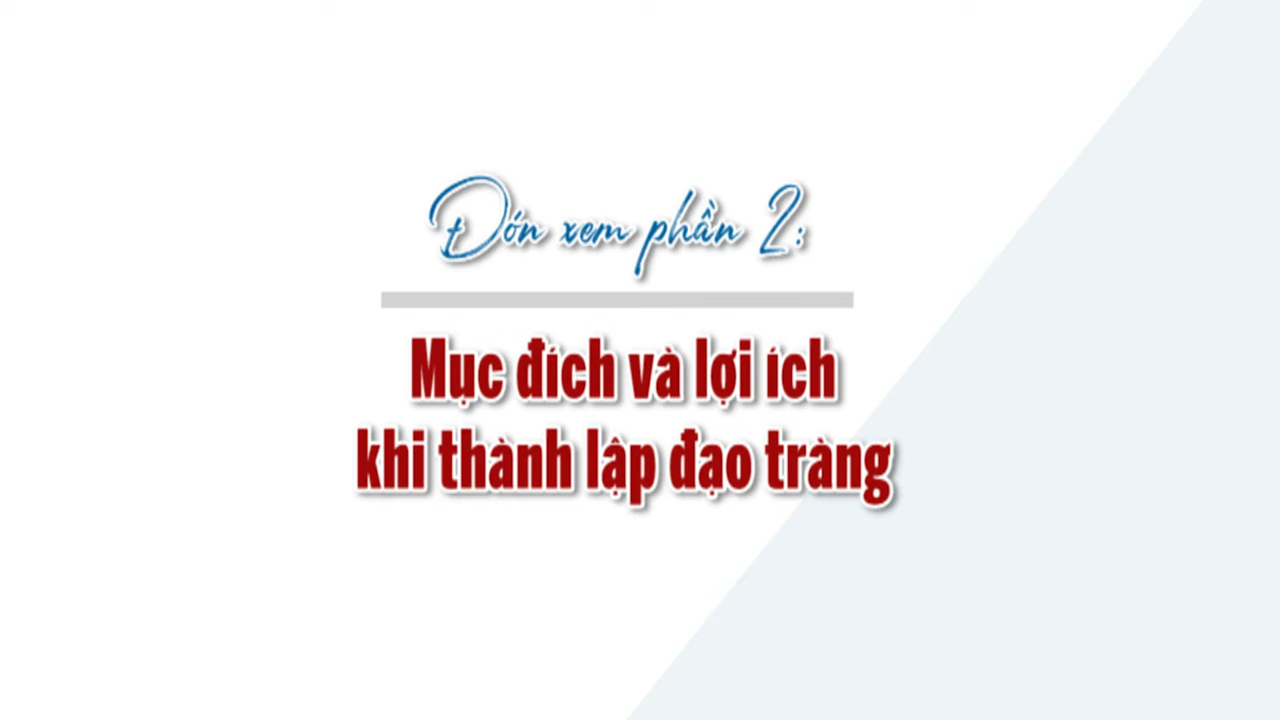 Đón xem phần 2:
Mục đích và lợi ích
khi thành lập đạo tràng